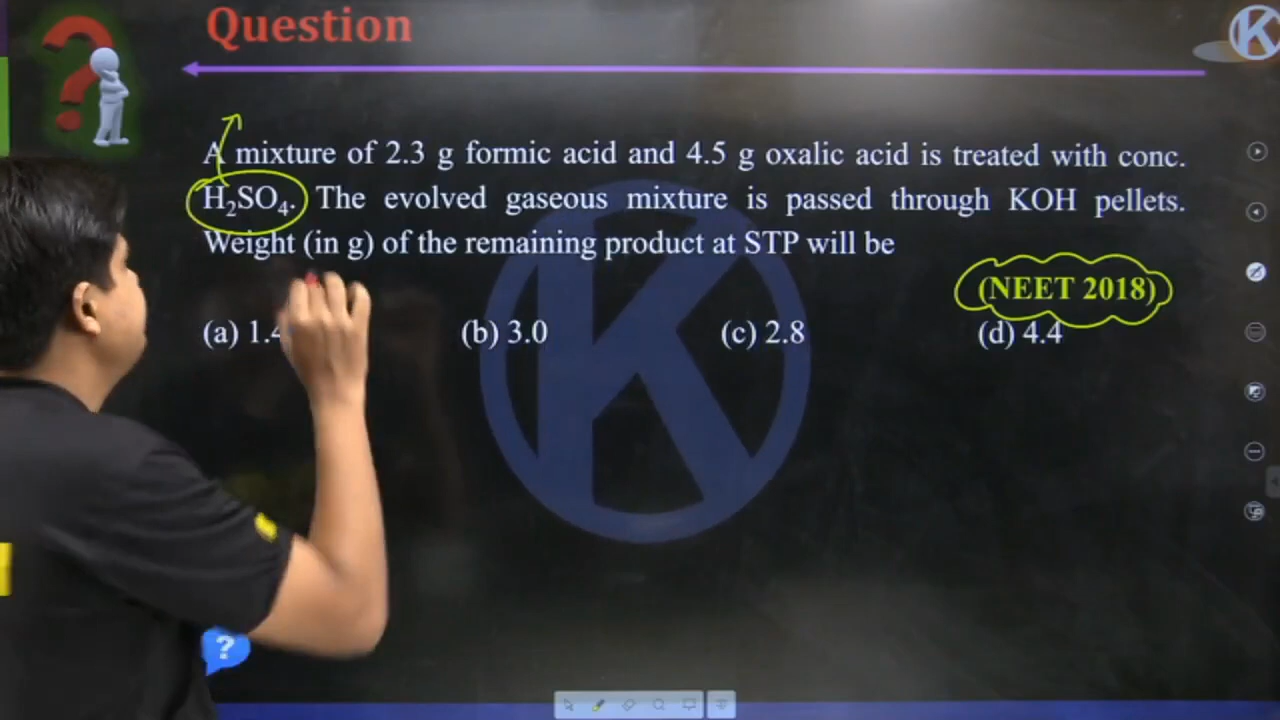 Question
A mixture of 2.3 g formic acid and 4.5 g oxalic acid is treated with conc.
H₂SO₄. The evolved gaseous mixture is passed through KOH pellets.
Weight (in g) of the remaining product at STP will be
(NEET 2018)
(a) 1.4 (b) 3.0 (c) 2.8 (d) 4.4
K
K
?
?